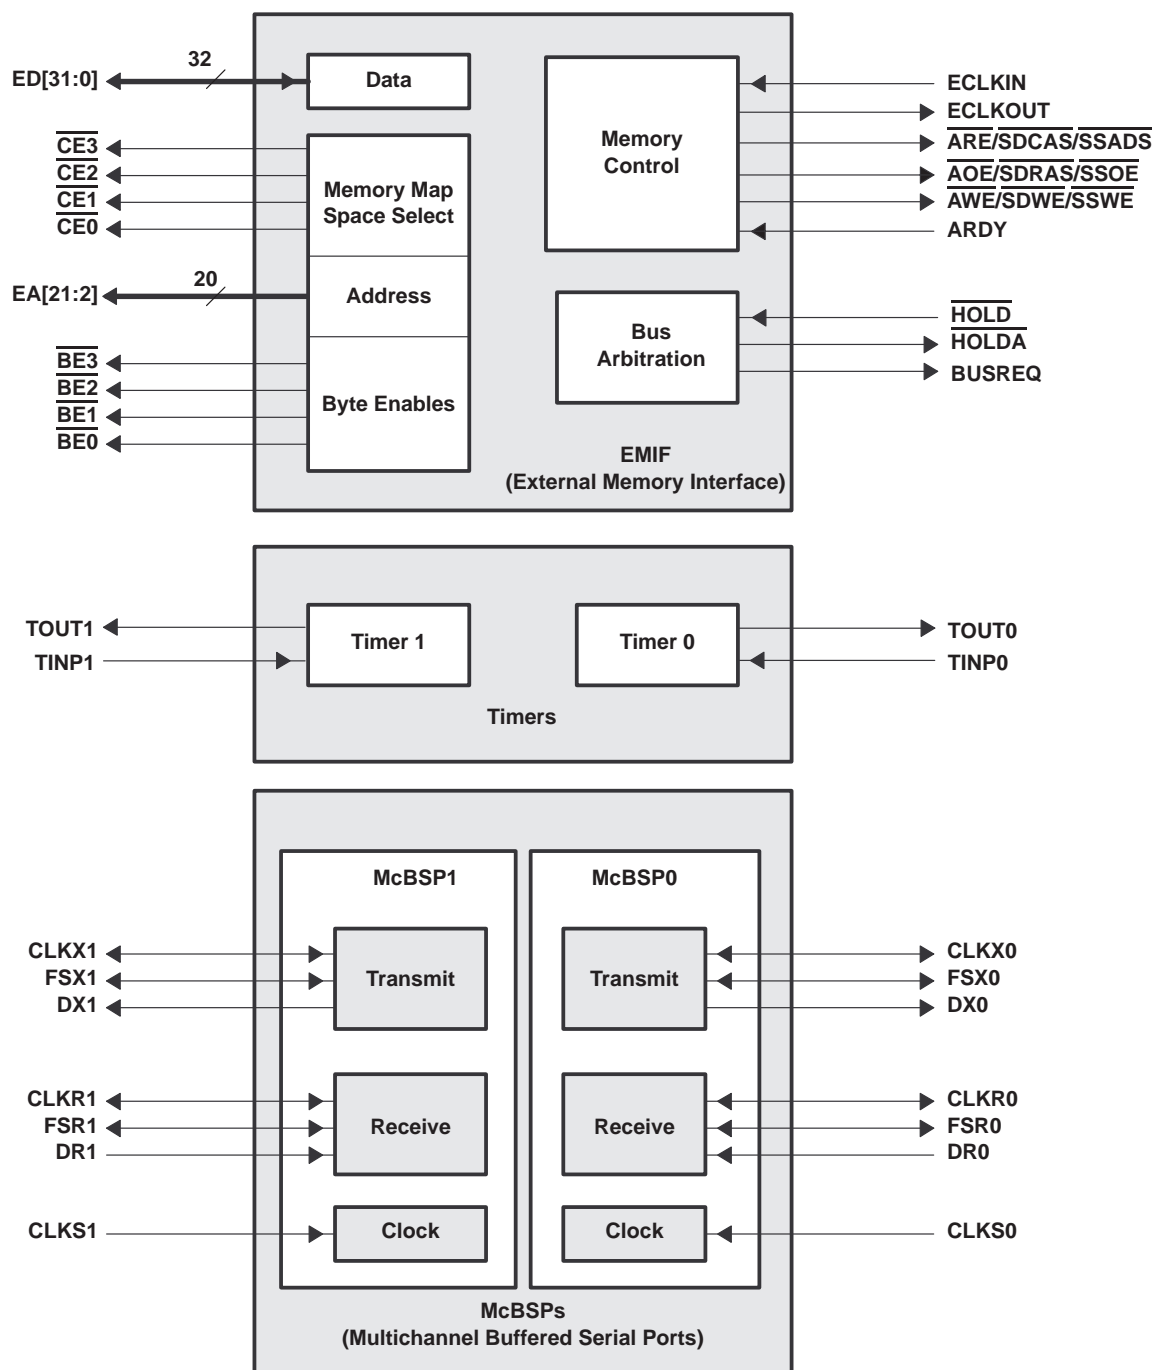 32
ED[31:0]
Data
CE3
CE2
CE1
CE0
Memory Map
Space Select
20
EA[21:2]
Address
BE3
BE2
BE1
BE0
Byte Enables
Memory
Control
ECLKIN
ECLKOUT
ARE/SDCAS/SSADS
AOE/SDRAS/SSOE
AWE/SDWE/SSWE
ARDY
Bus
Arbitration
HOLD
HOLDA
BUSREQ
EMIF
(External Memory Interface)
TOUT1
TINP1
Timer 1
Timer 0
TOUT0
TINP0
Timers
McBSP1
McBSP0
CLKX1
FSX1
DX1
Transmit
Transmit
CLKX0
FSX0
DX0
CLKR1
FSR1
DR1
Receive
Receive
CLKR0
FSR0
DR0
CLKS1
Clock
Clock
CLKS0
McBSPs
(Multichannel Buffered Serial Ports)